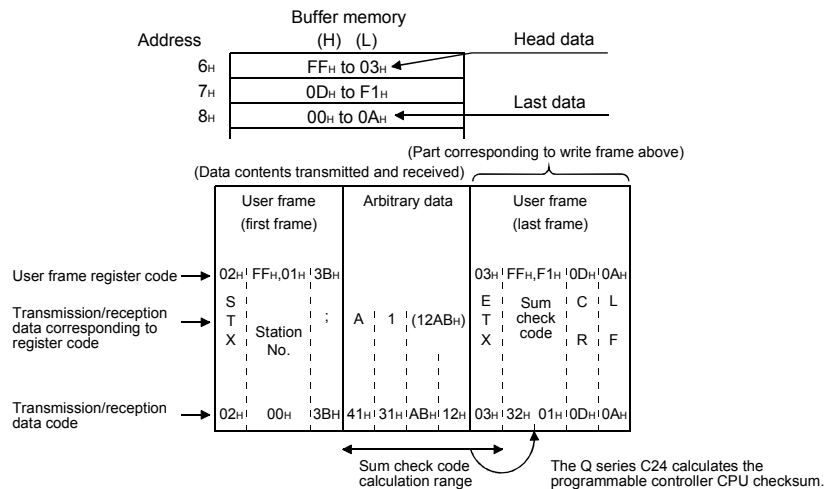 Buffer memory
Address (H) (L) Head data
6H FFH to 03H
7H 0DH to F1H
8H 00H to 0AH Last data
(Part corresponding to write frame above)
(Data contents transmitted and received)
User frame Arbitrary data User frame
(first frame) (last frame)
User frame register code 02H FFH,01H 3BH 03H FFH,F1H 0DH 0AH
Transmission/reception
data corresponding to
register code
STX
Station
No.
;
A 1 (12ABH)
ETX
Sum
check
code
CR
LF
Transmission/reception
data code
02H 00H 3BH 41H 31H ABH 12H 03H 32H 01H 0DH 0AH
Sum check code
calculation range
The Q series C24 calculates the
programmable controller CPU checksum.